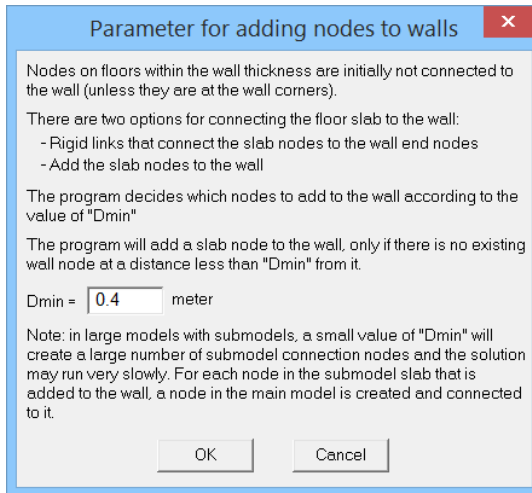 Parameter for adding nodes to walls
x
Nodes on floors within the wall thickness are initially not connected to
the wall (unless they are at the wall corners).
There are two options for connecting the floor slab to the wall:
- Rigid links that connect the slab nodes to the wall end nodes
- Add the slab nodes to the wall
The program decides which nodes to add to the wall according to the
value of "Dmin"
The program will add a slab node to the wall, only if there is no existing
wall node at a distance less than "Dmin" from it.
Dmin = 0.4 meter
Note: in large models with submodels, a small value of "Dmin" will
create a large number of submodel connection nodes and the solution
may run very slowly. For each node in the submodel slab that is
added to the wall, a node in the main model is created and connected
to it.
OK Cancel